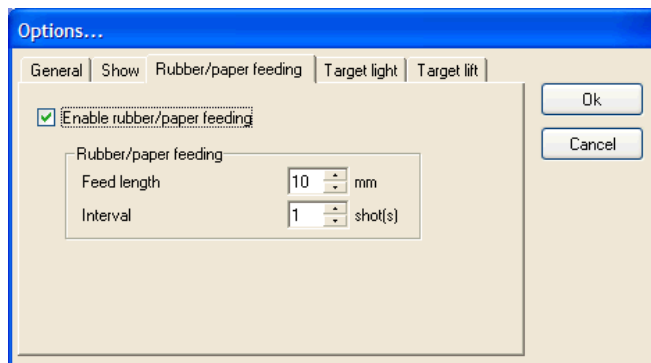 Options...
General Show Rubber/paper feeding Target light Target lift
Ok
Enable rubber/paper feeding
Cancel
Rubber/paper feeding
Feed length 10 mm
Interval 1 shot(s)